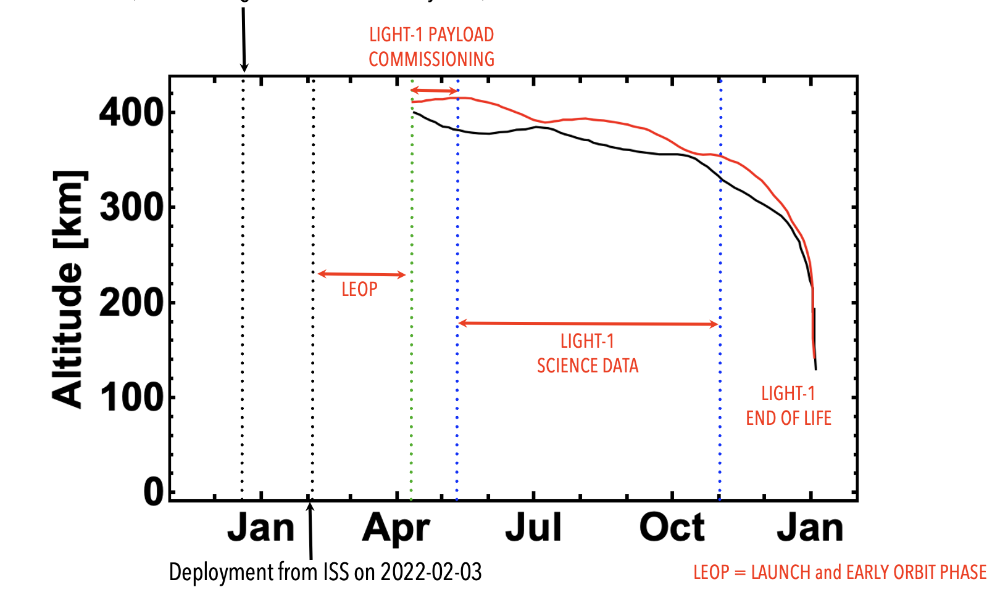 LIGHT-1 PAYLOAD
COMMISSIONING
400
300
200
100
0
Altitude [km]
LEOP
LIGHT-1
SCIENCE DATA
LIGHT-1
END OF LIFE
Jan Apr Jul Oct Jan
Deployment from ISS on 2022-02-03
LEOP = LAUNCH and EARLY ORBIT PHASE